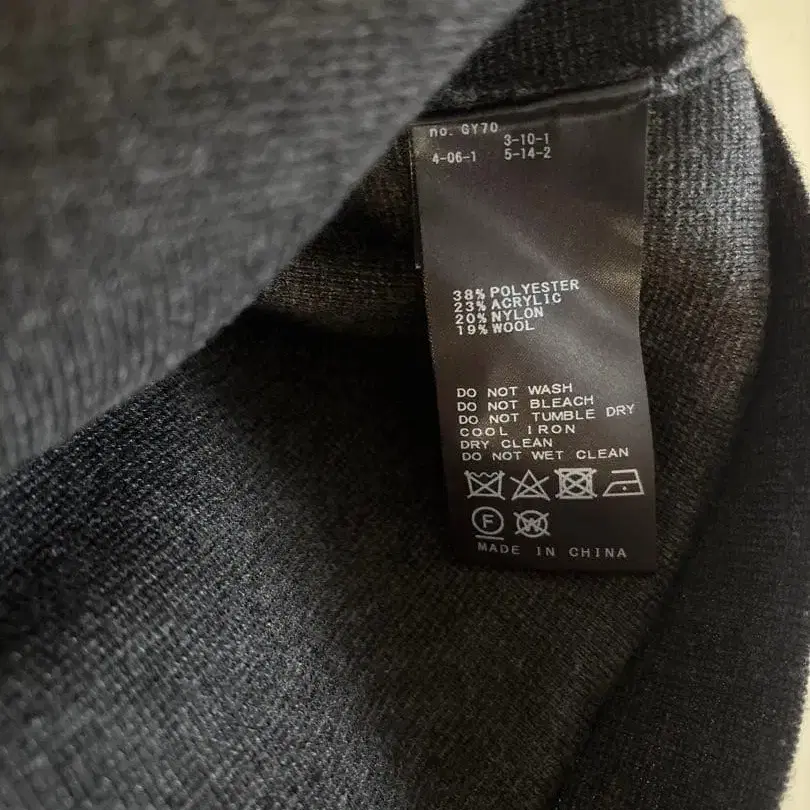 no. GY70
3-10-1
4-06-1 5-14-2
38% POLYESTER
23% ACRYLIC
20% NYLON
19% WOOL
DO NOT WASH
DO NOT BLEACH
DO NOT TUMBLE DRY
COOL IRON
DRY CLEAN
DO NOT WET CLEAN
F W
MADE IN CHINA